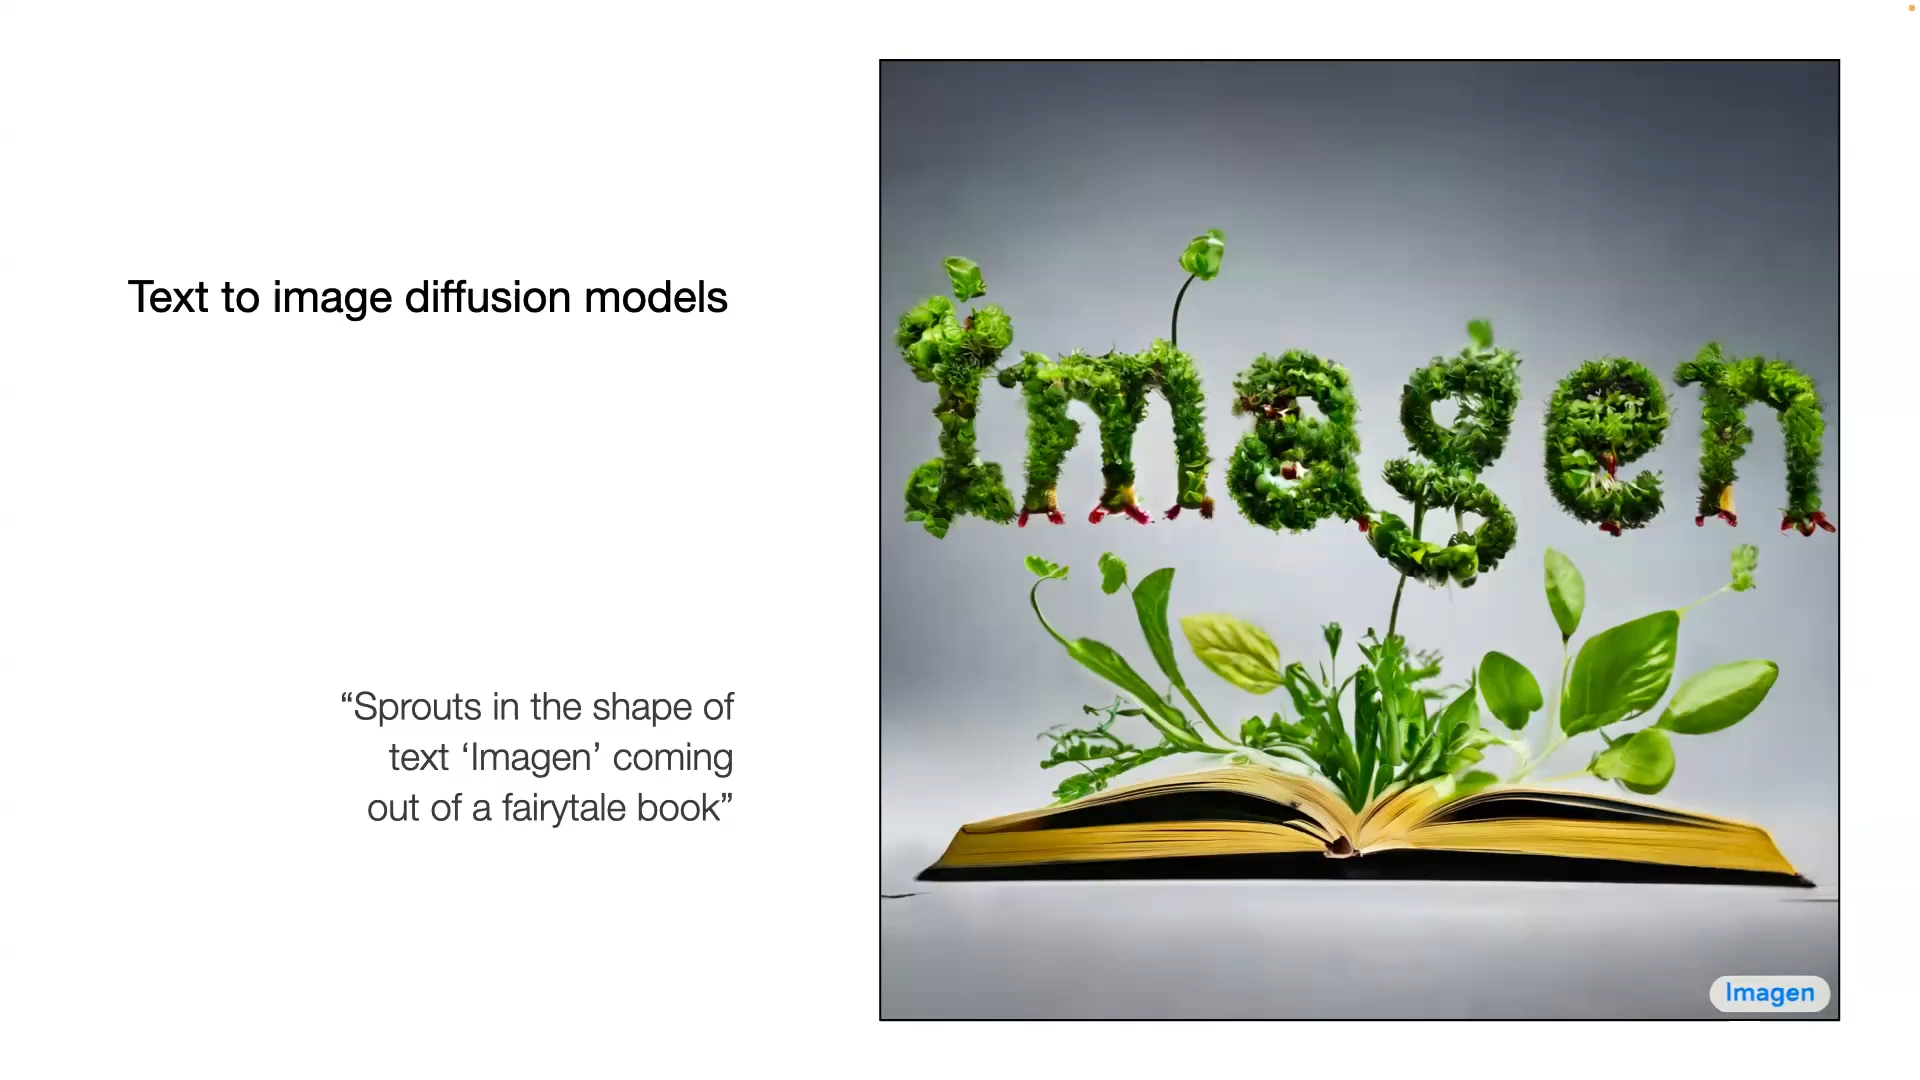 Text to image diffusion models
“Sprouts in the shape of
text ‘Imagen’ coming
out of a fairytale book”
Imagen
Imagen